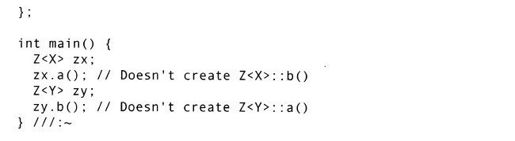 };
int main() {
Z<X> zx;
zx.a(); // Doesn't create Z<X>::b()
Z<Y> zy;
zy.b(); // Doesn't create Z<Y>::a()
} ///:~